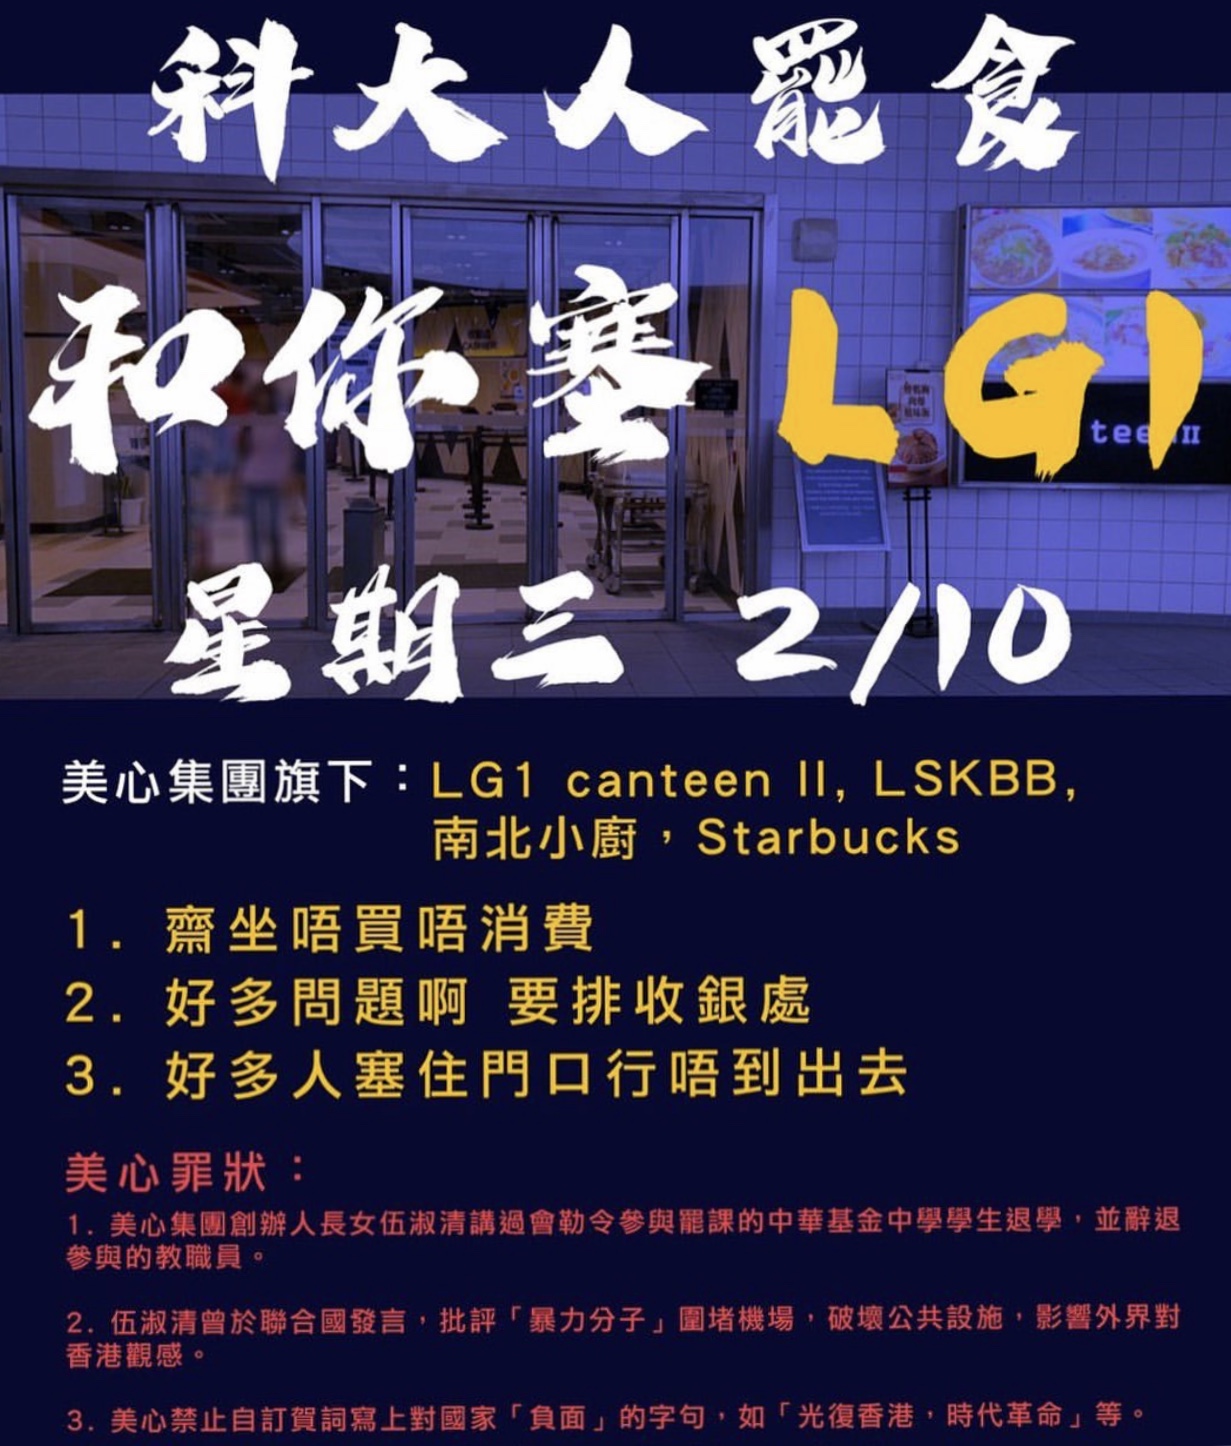 科大人罷食
和你塞 LG1
tee II
星期三 2/10
美心集團旗下：LG1 canteen II, LSKBB,
南北小廚，Starbucks
1. 齋坐唔買唔消費
2. 好多問題啊 要排收銀處
3. 好多人塞住門口行唔到出去
美心罪狀：
1. 美心集團創辦人長女伍淑清講過會勒令參與罷課的中華基金中學學生退學，並辭退
參與的教職員。
2. 伍淑清曾於聯合國發言，批評「暴力分子」圍堵機場，破壞公共設施，影響外界對
香港觀感。
3. 美心禁止自訂賀詞寫上對國家「負面」的字句，如「光復香港，時代革命」等。